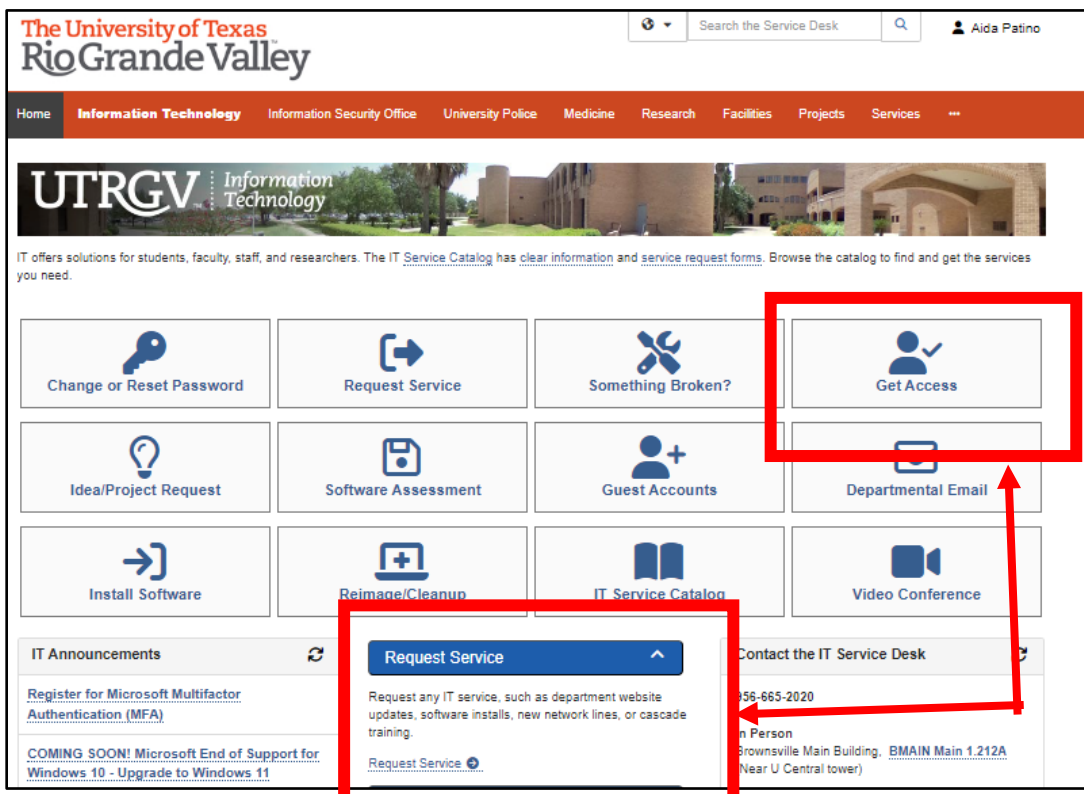 The University of Texas
RioGrande Valley
Search the Service Desk
Aida Patino
Home Information Technology Information Security Office University Police Medicine Research Facilities Projects Services ...
UTRGV Information
Technology
IT offers solutions for students, faculty, staff, and researchers. The IT Service Catalog has clear information and service request forms. Browse the catalog to find and get the services
you need.
Change or Reset Password
Request Service
Something Broken?
Get Access
Idea/Project Request
Software Assessment
Guest Accounts
Departmental Email
Install Software
Reimage/Cleanup
IT Service Catalog
Video Conference
IT Announcements
Register for Microsoft Multifactor
Authentication (MFA)
COMING SOON! Microsoft End of Support for
Windows 10 - Upgrade to Windows 11
Request Service
Request any IT service, such as department website
updates, software installs, new network lines, or cascade
training.
Request Service
Contact the IT Service Desk
956-665-2020
In Person
Brownsville Main Building, BMAIN Main 1.212A
(Near U Central tower)